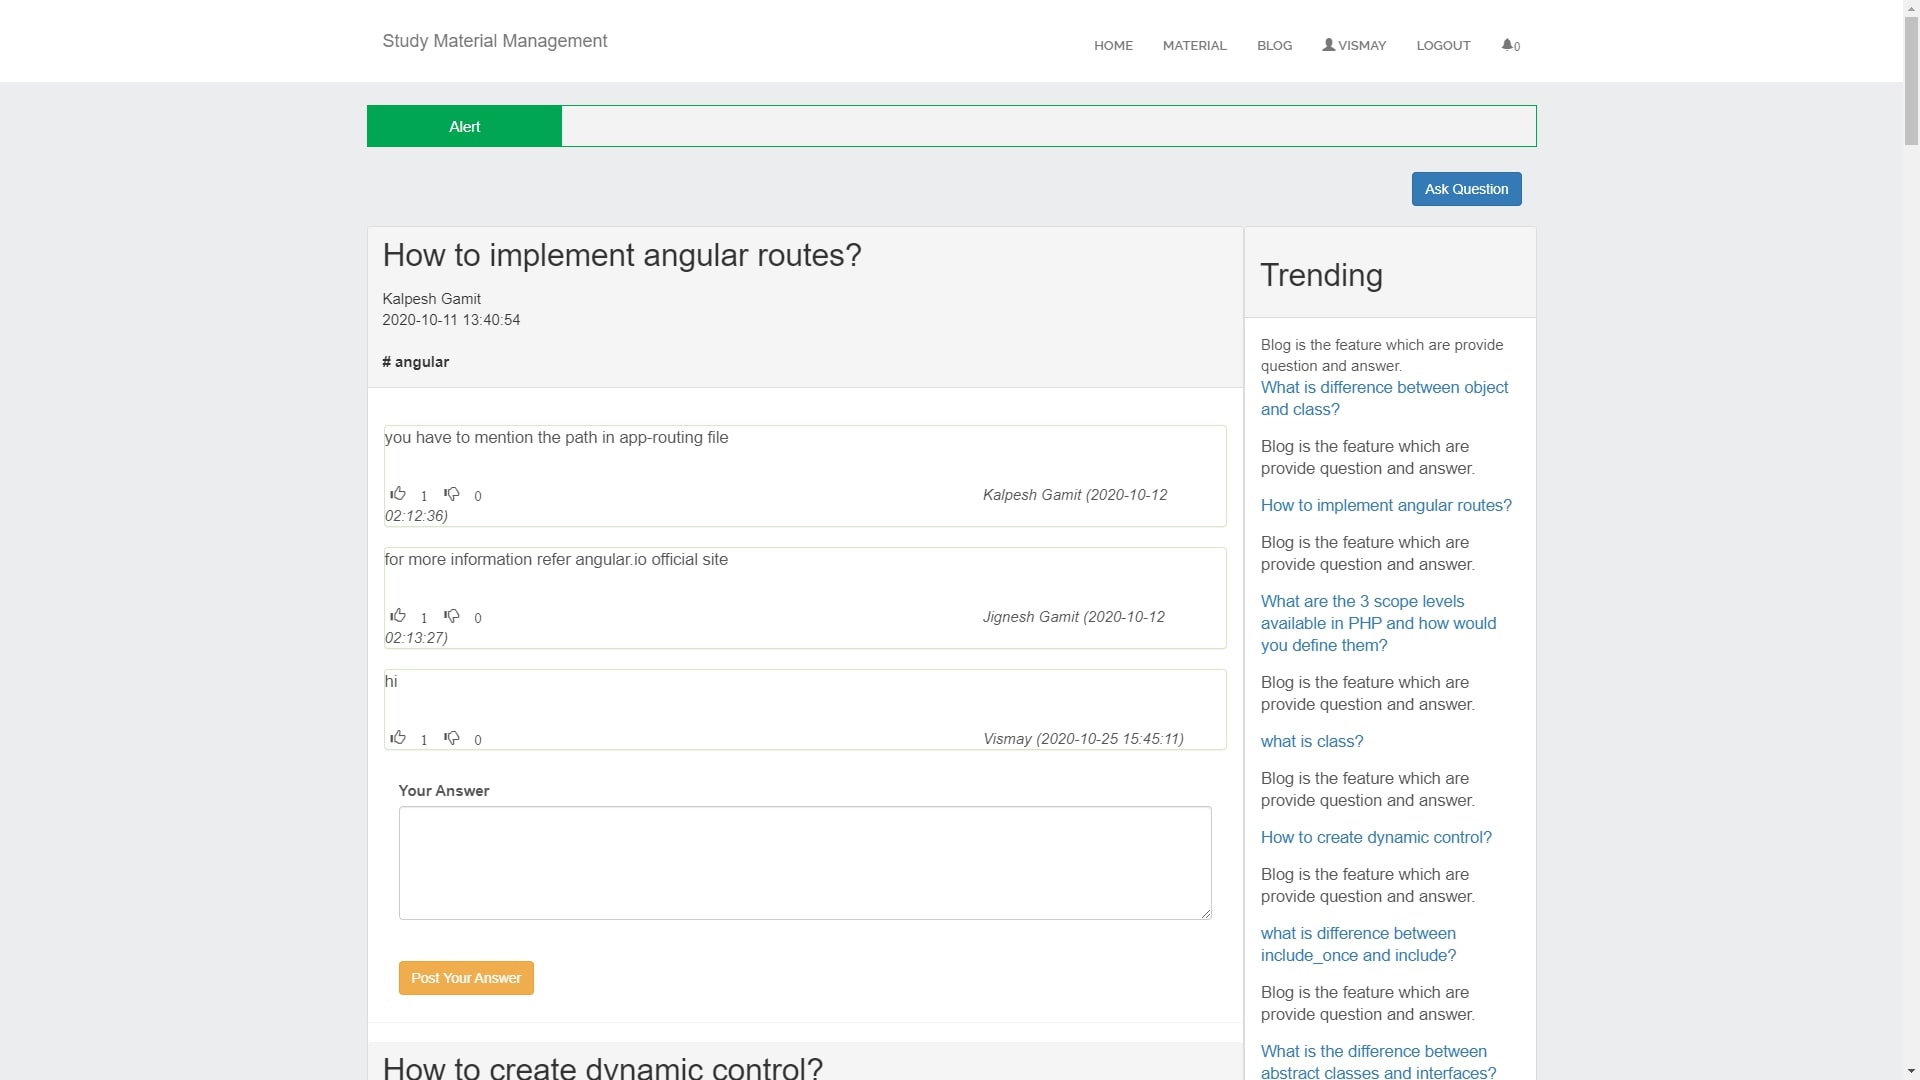 Study Material Management
HOME MATERIAL BLOG VISMAY LOGOUT 0
Alert
Ask Question
How to implement angular routes?
Kalpesh Gamit
2020-10-11 13:40:54
# angular
you have to mention the path in app-routing file
1 0 Kalpesh Gamit (2020-10-12
02:12:36)
for more information refer angular.io official site
1 0 Jignesh Gamit (2020-10-12
02:13:27)
hi
1 0 Vismay (2020-10-25 15:45:11)
Your Answer
Post Your Answer
How to create dynamic control?
Trending
Blog is the feature which are provide
question and answer.
What is difference between object
and class?
Blog is the feature which are
provide question and answer.
How to implement angular routes?
Blog is the feature which are
provide question and answer.
What are the 3 scope levels
available in PHP and how would
you define them?
Blog is the feature which are
provide question and answer.
what is class?
Blog is the feature which are
provide question and answer.
How to create dynamic control?
Blog is the feature which are
provide question and answer.
what is difference between
include_once and include?
Blog is the feature which are
provide question and answer.
What is the difference between
abstract classes and interfaces?